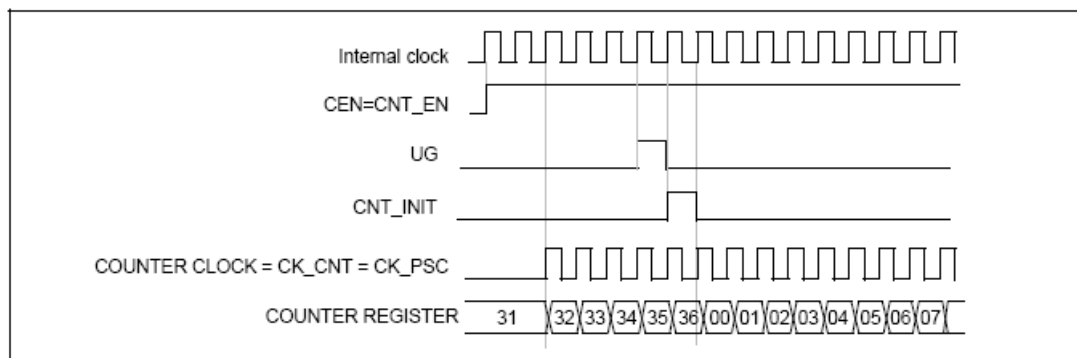 Internal clock
CEN=CNT_EN
UG
CNT_INIT
COUNTER CLOCK = CK_CNT = CK_PSC
COUNTER REGISTER 31 32 33 34 35 36 00 01 02 03 04 05 06 07